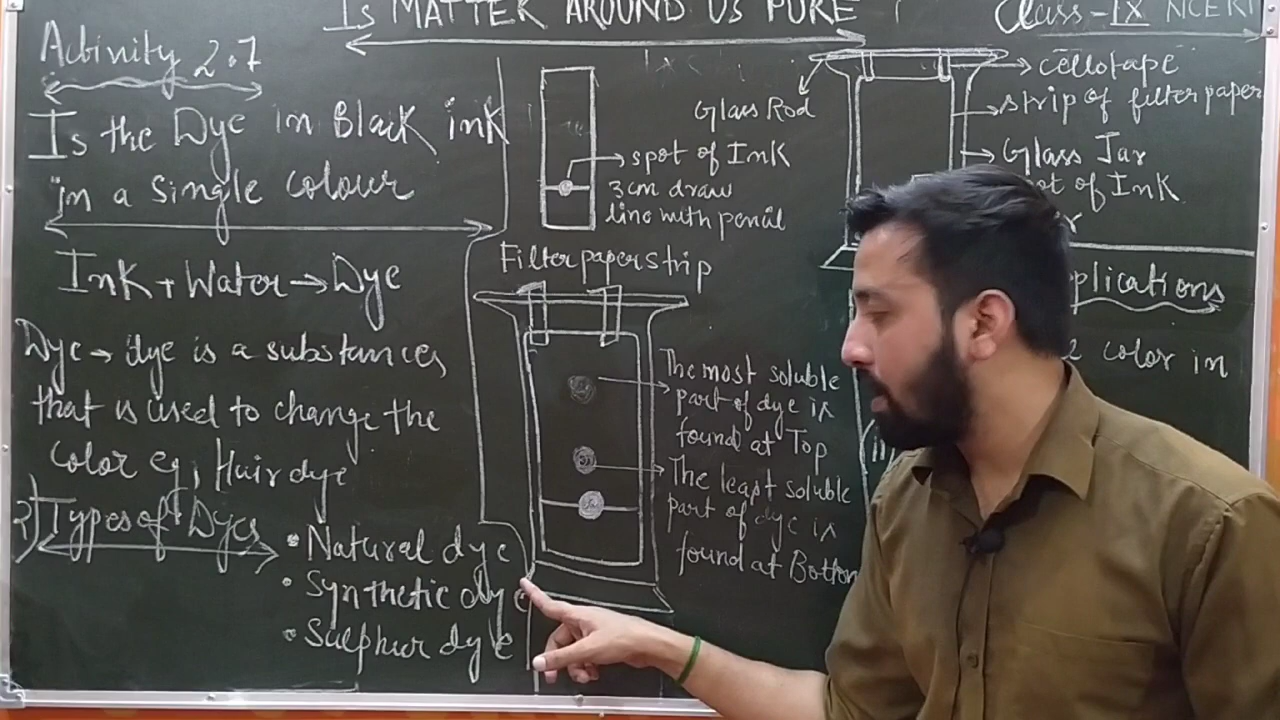 Is MATTER AROUND US PURE ?
Class-IX NCERT
Activity 2.7
Is the Dye in Black ink
in a Single colour
Ink + Water → Dye
Dye → dye is a substances
that is used to change the
color eg, Hair dye
Types of Dyes
• Natural dye
• Synthetic dye
• Sulphur dye
spot of InK
3cm draw
line with pencil
Filter paper strip
The most soluble
part of dye is
found at Top
The least soluble
part of dye is
found at Bottom
Glass Rod
cellotape
strip of filter paper
Glass Jar
of InK
color in